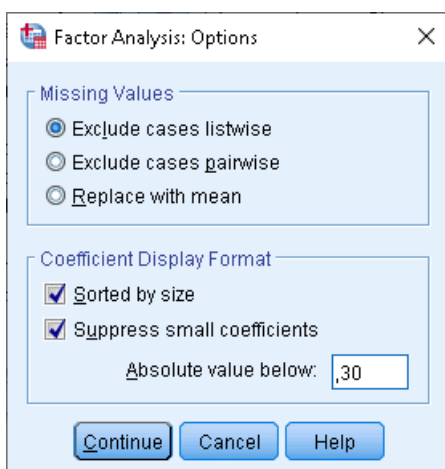 Factor Analysis: Options
Missing Values
Exclude cases listwise
Exclude cases pairwise
Replace with mean
Coefficient Display Format
Sorted by size
Suppress small coefficients
Absolute value below: ,30
Continue Cancel Help